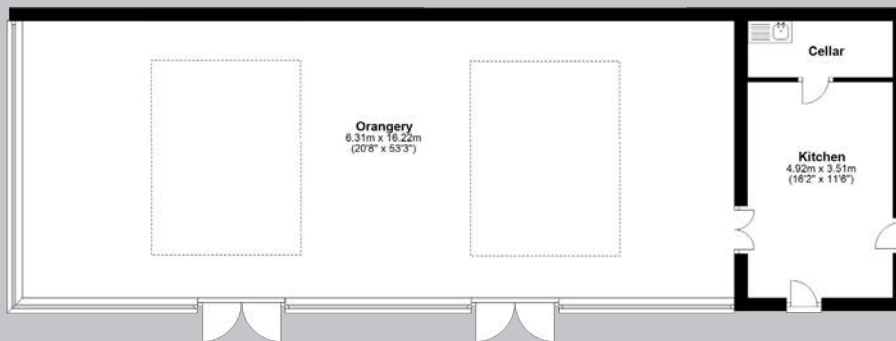 Orangery
6.31m x 16.22m
(20'8" x 53'3")
Cellar
Kitchen
4.92m x 3.51m
(16'2" x 11'6")